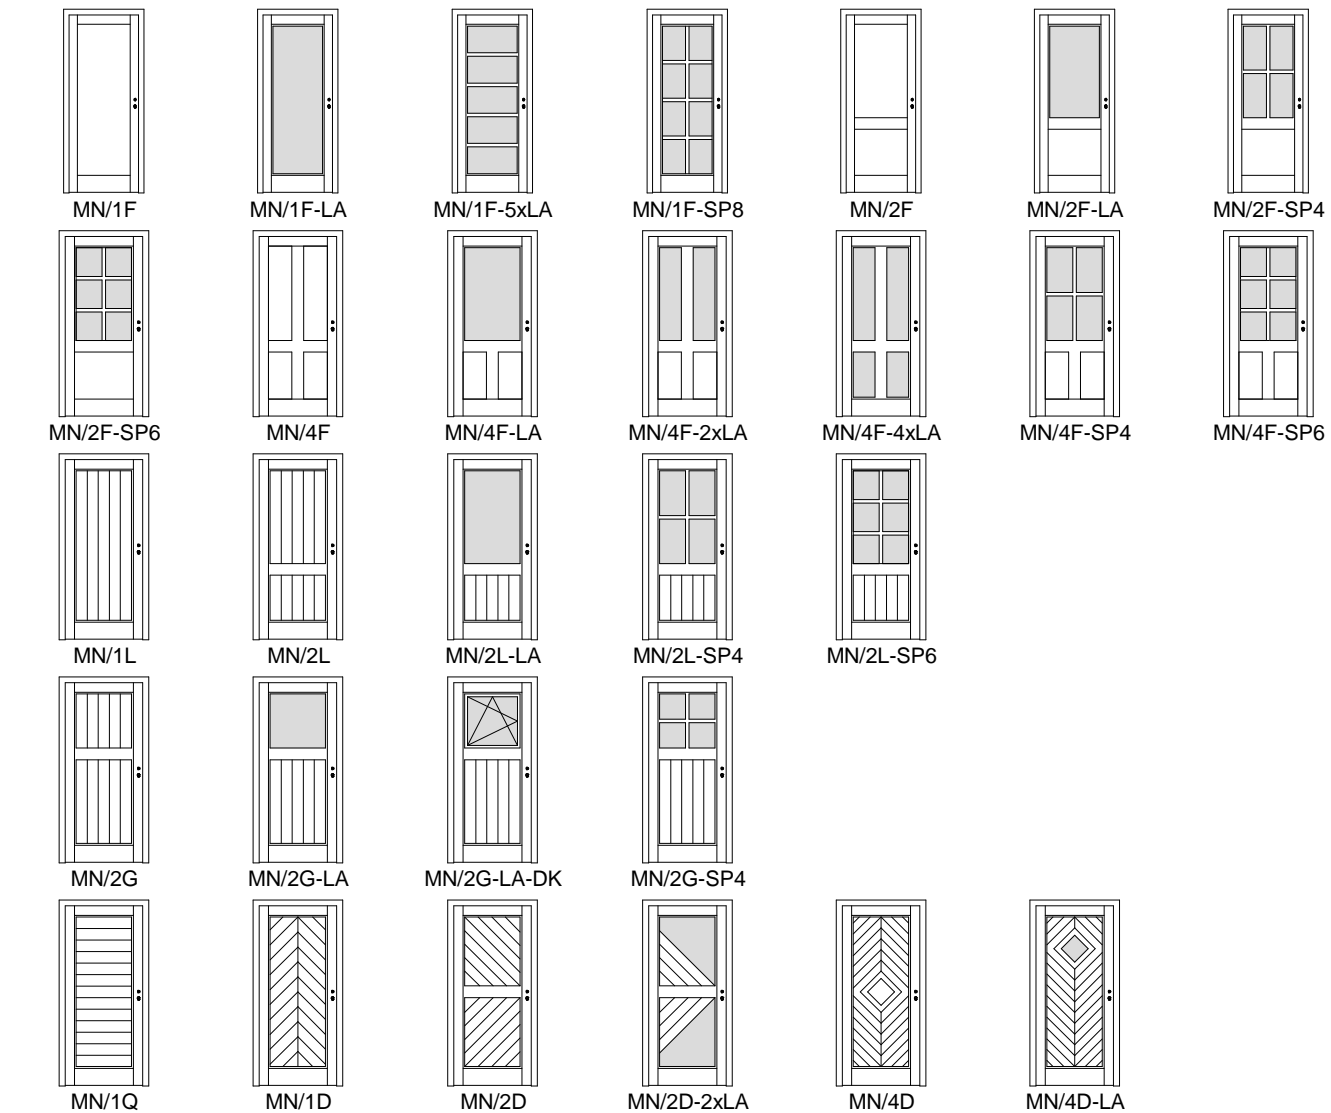 MN/1F MN/1F-LA MN/1F-5xLA MN/1F-SP8 MN/2F MN/2F-LA MN/2F-SP4
MN/2F-SP6 MN/4F MN/4F-LA MN/4F-2xLA MN/4F-4xLA MN/4F-SP4 MN/4F-SP6
MN/1L MN/2L MN/2L-LA MN/2L-SP4 MN/2L-SP6
MN/2G MN/2G-LA MN/2G-LA-DK MN/2G-SP4
MN/1Q MN/1D MN/2D MN/2D-2xLA MN/4D MN/4D-LA